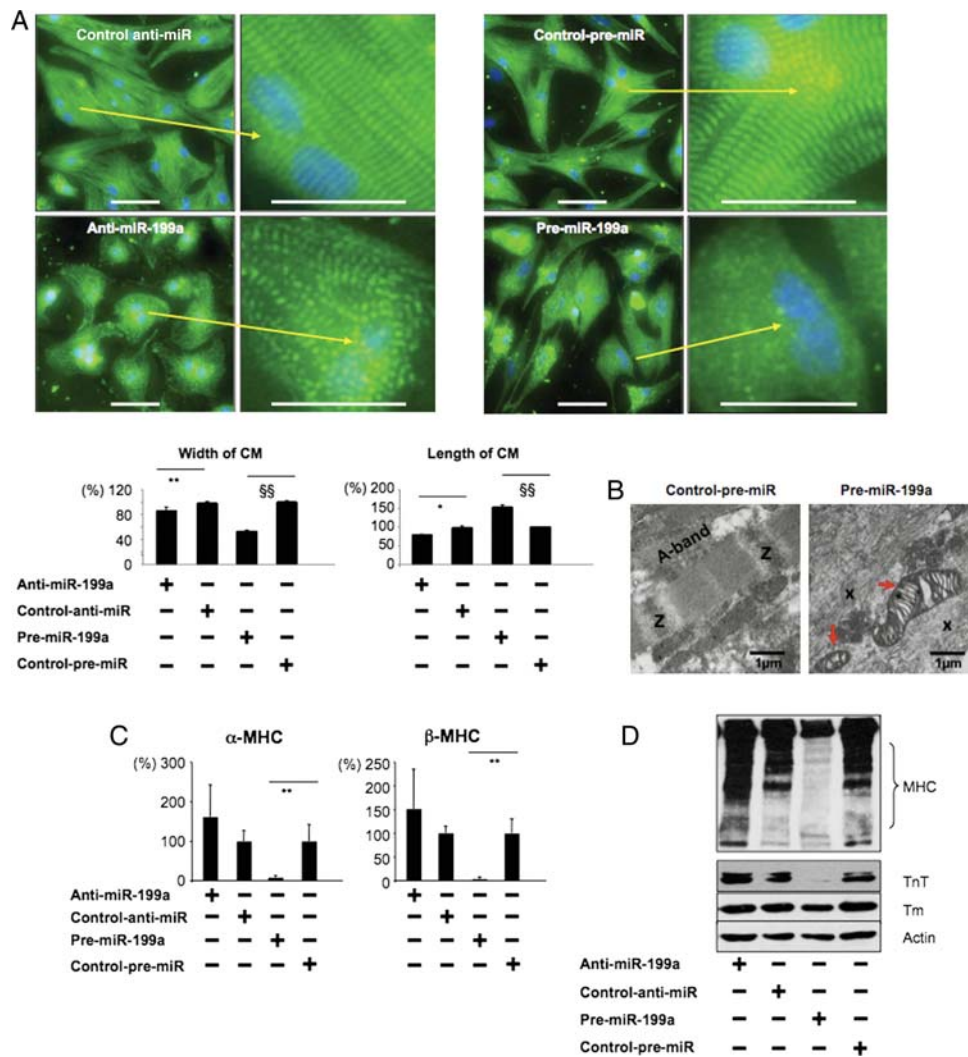 A
Control anti-miR
Control-pre-miR
Anti-miR-199a
Pre-miR-199a
Width of CM
(%) 120
80
40
0
**
§§
Length of CM
(%) 200
150
100
50
0
*
§§
Anti-miR-199a + − − − + − − −
Control-anti-miR − + − − − + − −
Pre-miR-199a − − + − − − + −
Control-pre-miR − − − + − − − +
B
Control-pre-miR
Pre-miR-199a
A-band
Z
Z
1µm
x
x
*
1µm
C
α-MHC
(%) 300
200
100
0
**
β-MHC
(%) 250
200
150
100
50
0
**
Anti-miR-199a + − − − + − − −
Control-anti-miR − + − − − + − −
Pre-miR-199a − − + − − − + −
Control-pre-miR − − − + − − − +
D
MHC
TnT
Tm
Actin
Anti-miR-199a + − − −
Control-anti-miR − + − −
Pre-miR-199a − − + −
Control-pre-miR − − − +